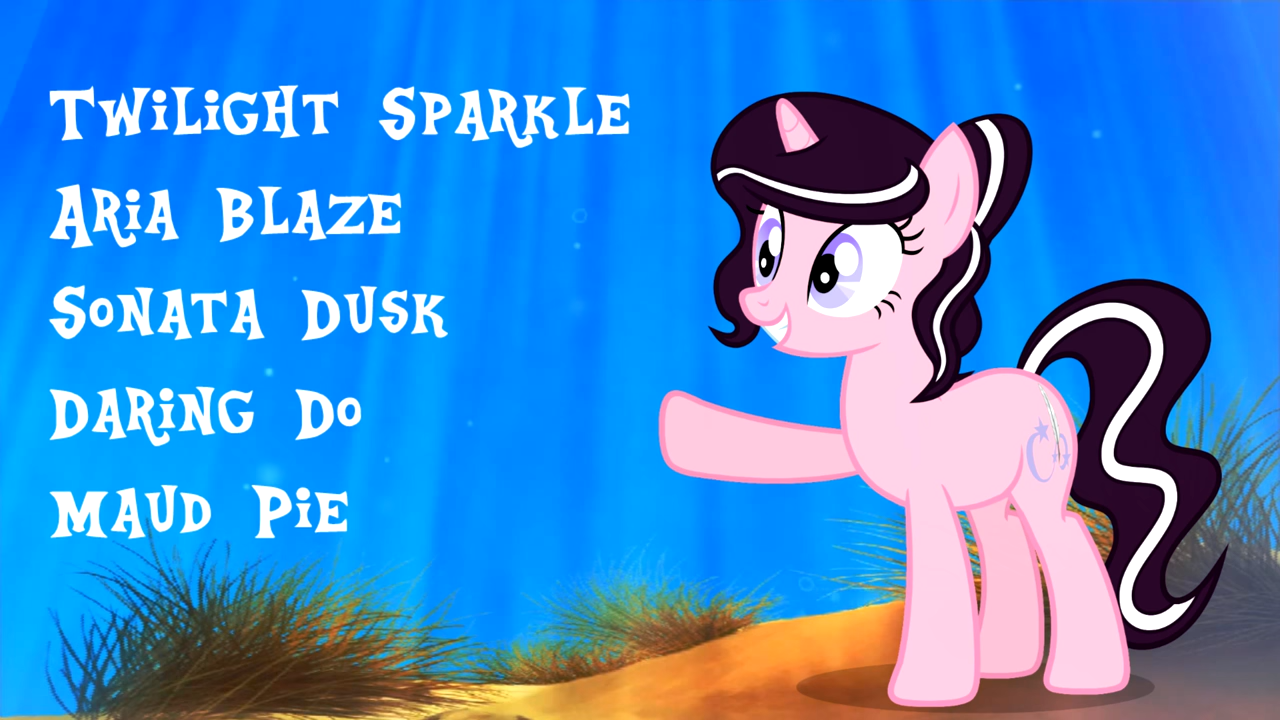 Twilight Sparkle
Aria Blaze
Sonata Dusk
Daring Do
Maud Pie